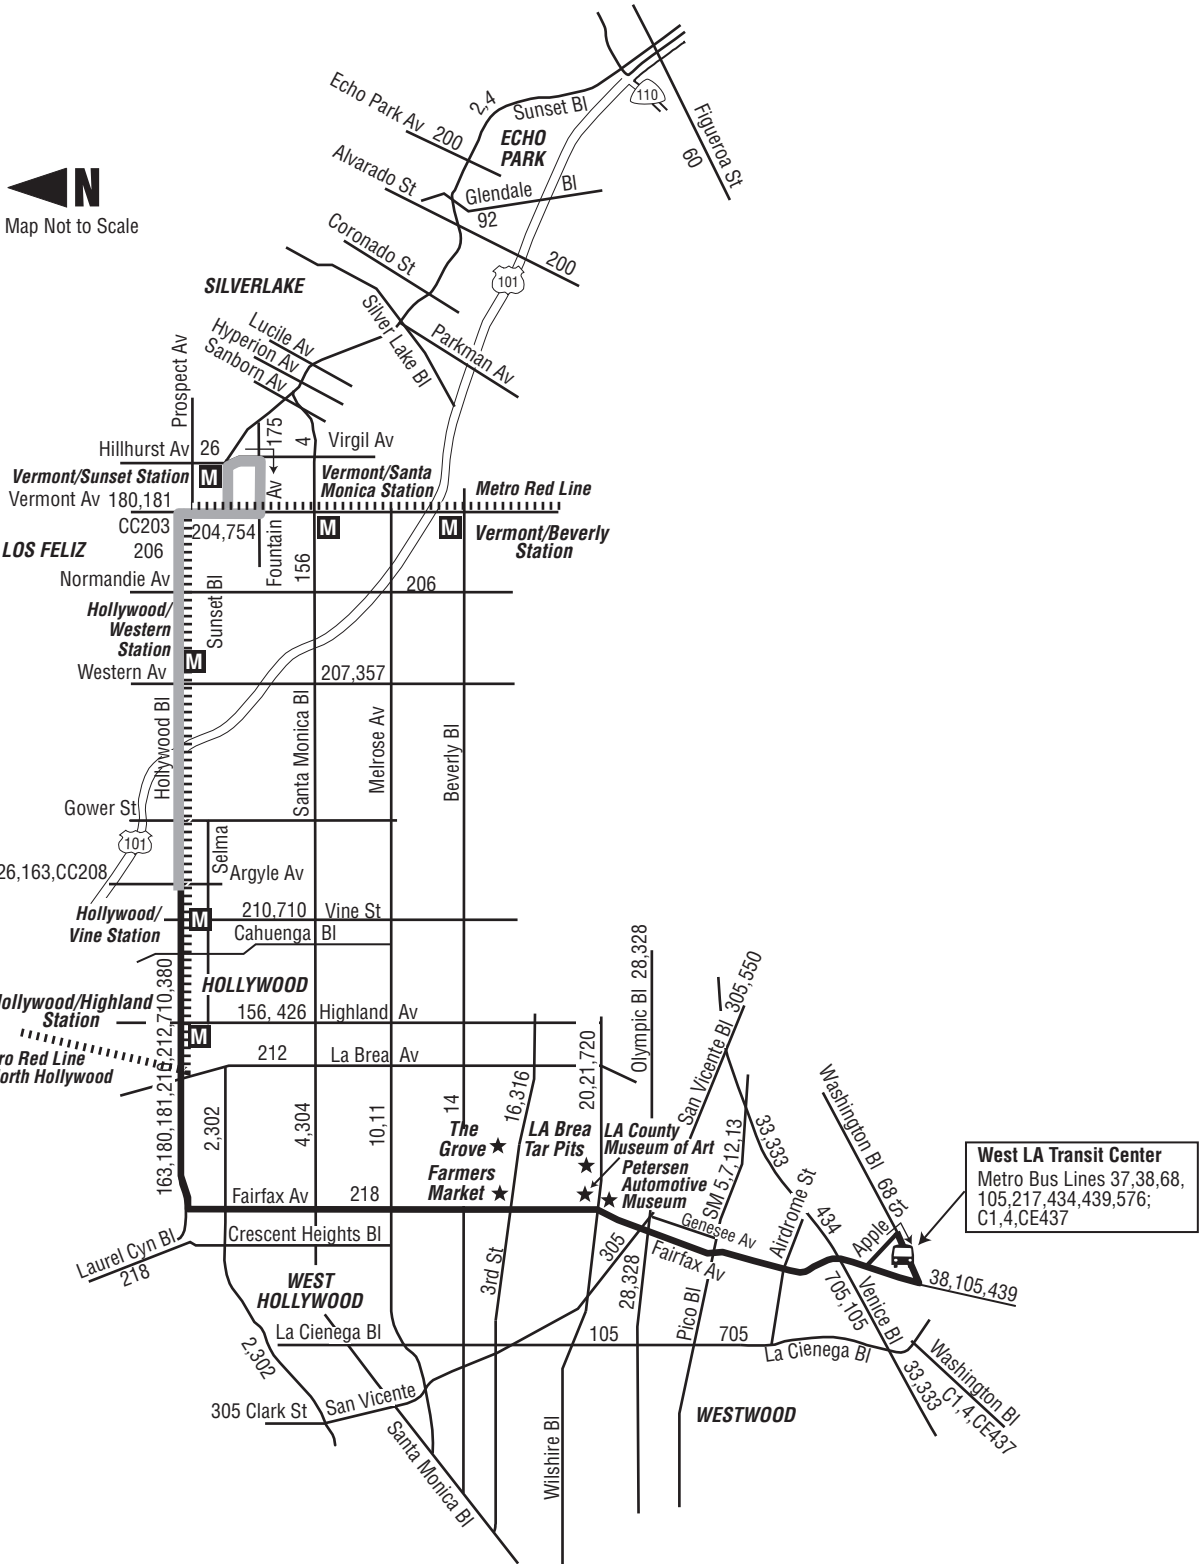 Echo Park Av
200
2,4
Sunset Bl
ECHO
PARK
110
Figueroa St
60
N
Map Not to Scale
Alvarado St
Glendale Bl
92
200
Coronado St
101
SILVERLAKE
Silver Lake Bl
Parkman Av
Lucile Av
Hyperion Av
Sanborn Av
Prospect Av
175
4
Hillhurst Av 26
Virgil Av
Vermont/Sunset Station
M
Vermont/Santa
Monica Station
Metro Red Line
Vermont Av 180,181
CC203
204,754
Fountain Av
M
M
Vermont/Beverly
Station
LOS FELIZ
206
156
Normandie Av
206
Hollywood/
Western
Station
Sunset Bl
M
Western Av
207,357
Hollywood Bl
Santa Monica Bl
Melrose Av
Beverly Bl
Gower St
101
Selma
26,163,CC208
Argyle Av
Hollywood/
Vine Station
M
210,710
Vine St
Cahuenga Bl
HOLLYWOOD
Hollywood/Highland
Station
156, 426
Highland Av
M
ro Red Line
orth Hollywood
212
La Brea Av
163,180,181,210,212,710,380
2,302
4,304
10,11
14
16,316
20,21,720
Olympic Bl 28,328
San Vicente Bl 305,550
The
Grove
Farmers
Market
LA Brea
Tar Pits
LA County
Museum of Art
Petersen
Automotive
Museum
SM 5,7,12,13
33,333
Washington Bl 68
West LA Transit Center
Metro Bus Lines 37,38,68,
105,217,434,439,576;
C1,4,CE437
Fairfax Av
218
Genesee Av
Airdrome St
434
Apple St
Laurel Cyn Bl
218
Crescent Heights Bl
305
Fairfax Av
38,105,439
WEST
HOLLYWOOD
3rd St
28,328
Pico Bl
705,105
Venice Bl
La Cienega Bl
105
705
La Cienega Bl
33,333
Washington Bl
C1,4,CE437
2,302
305 Clark St
San Vicente
WESTWOOD
Santa Monica Bl
Wilshire Bl